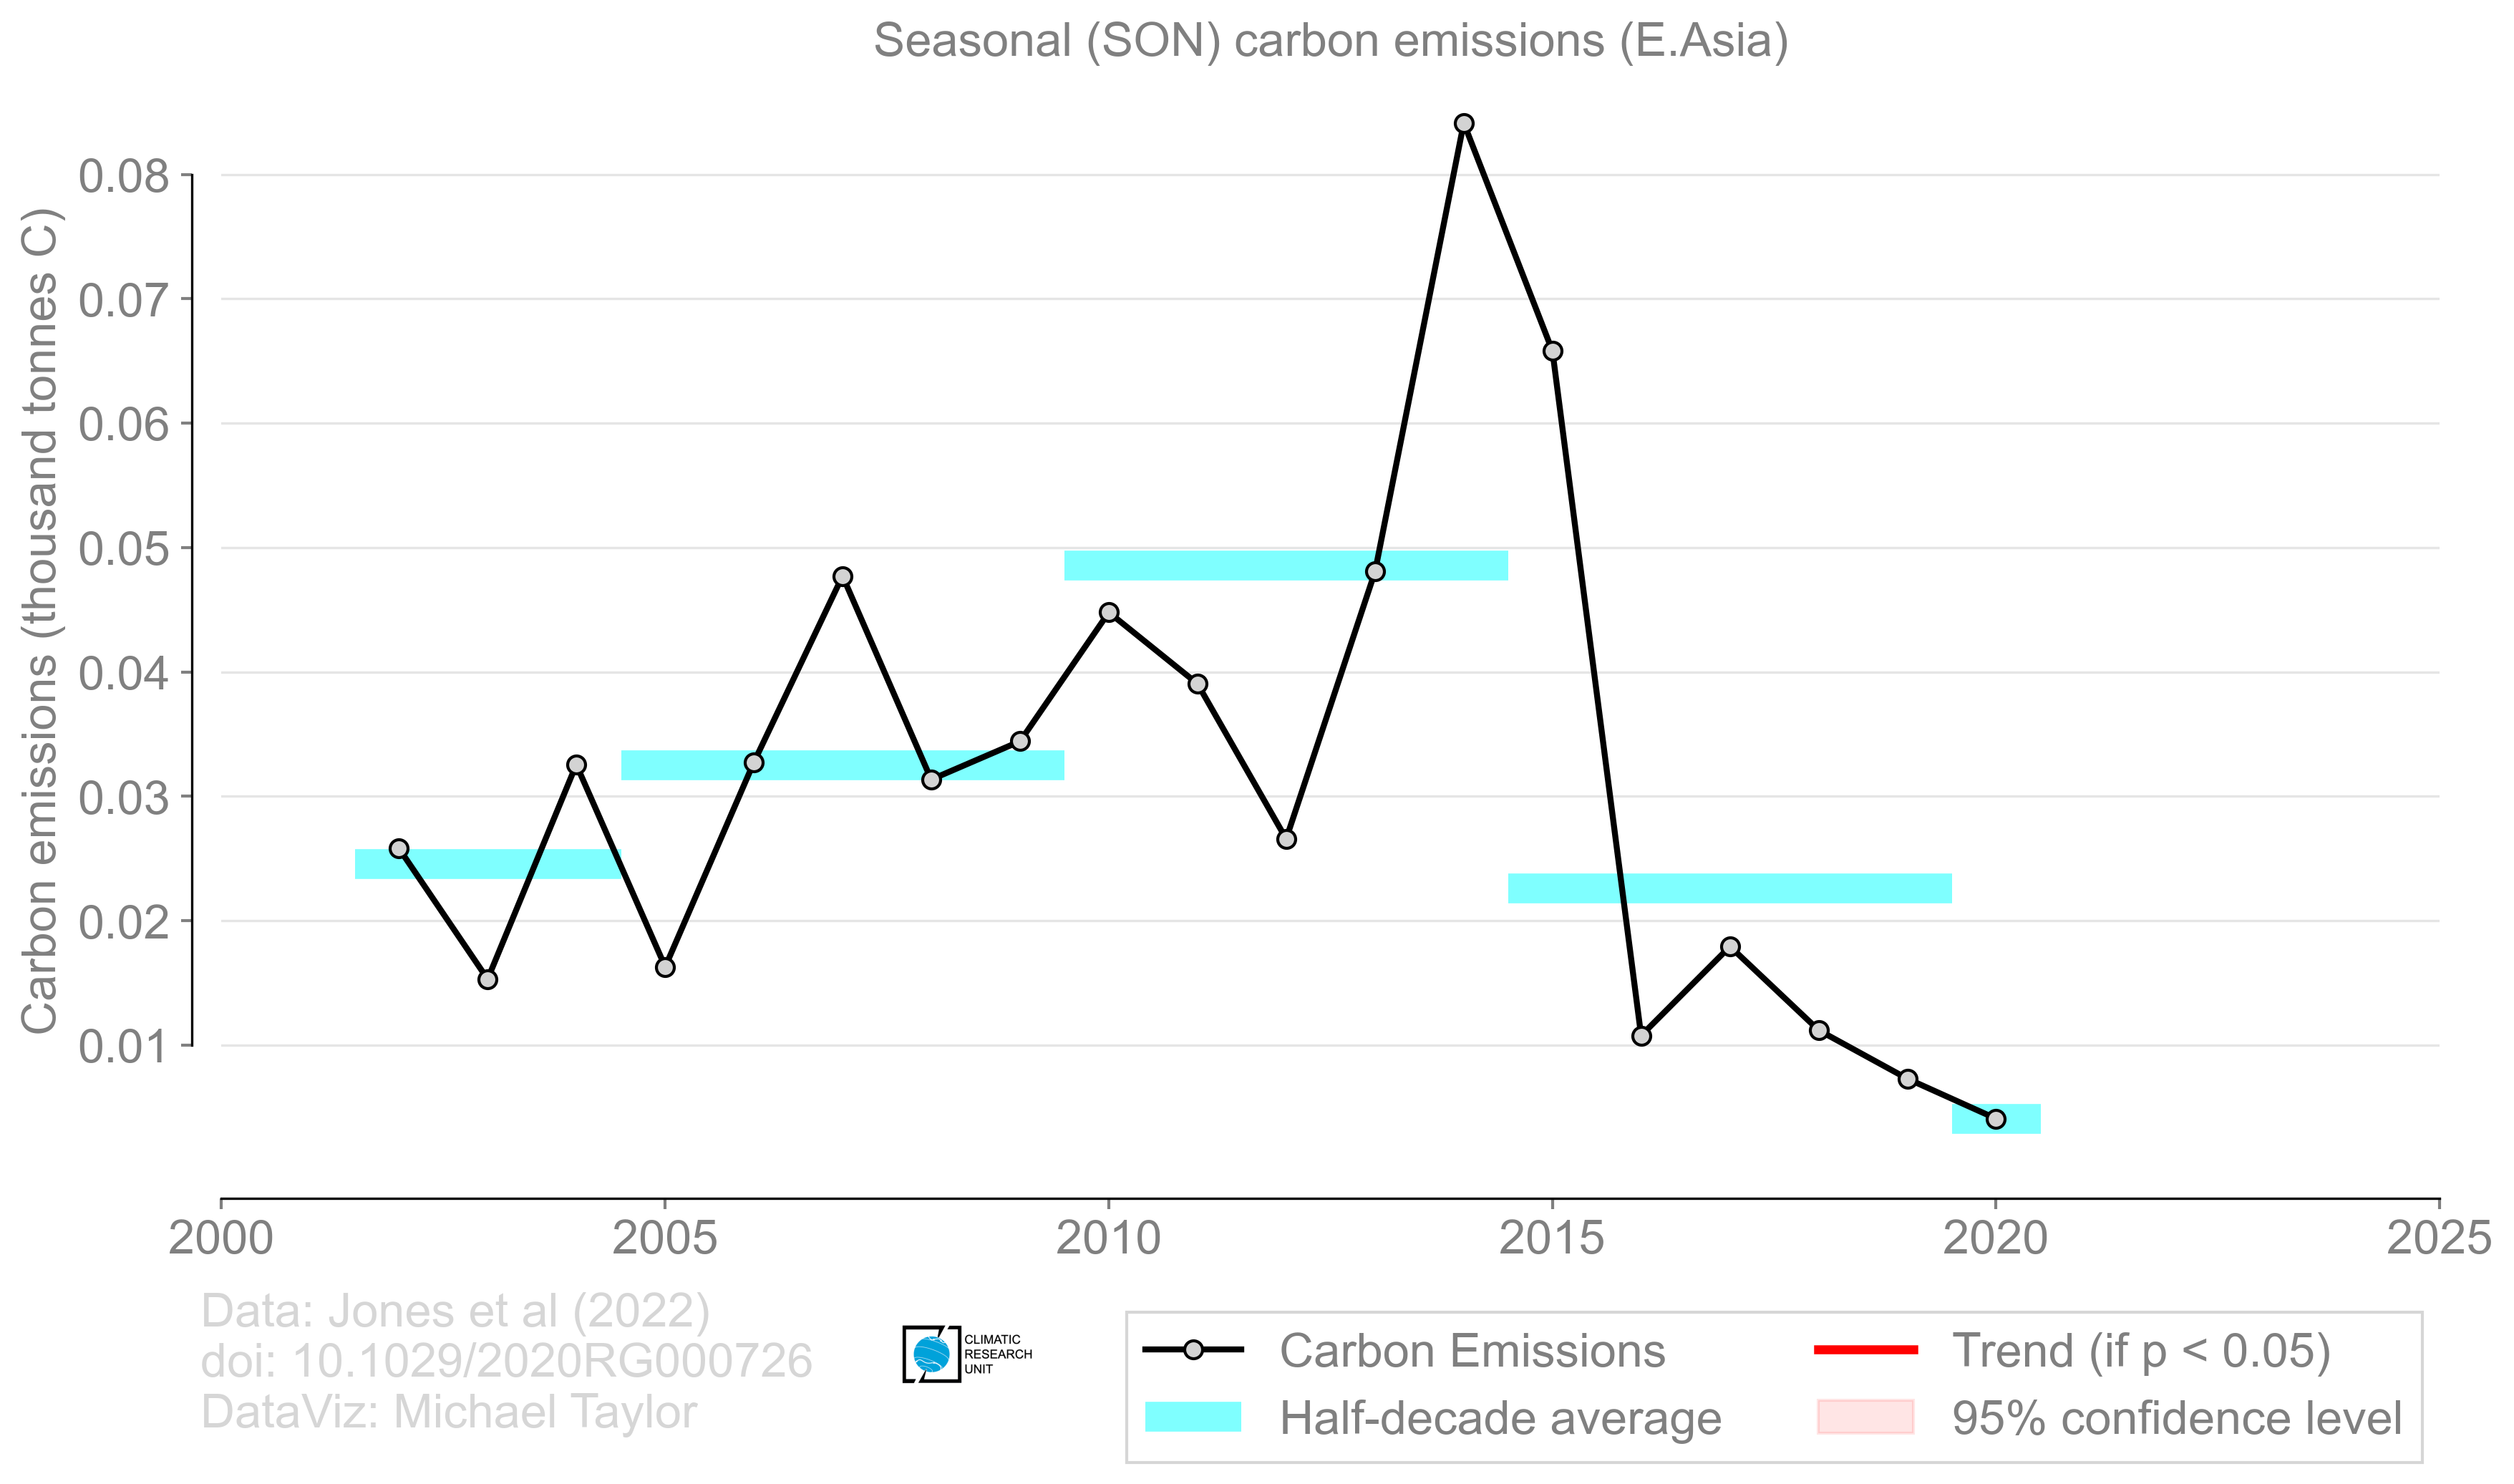 Seasonal (SON) carbon emissions (E.Asia)
Carbon emissions (thousand tonnes C)
0.08
0.07
0.06
0.05
0.04
0.03
0.02
0.01
2000 2005 2010 2015 2020 2025
Data: Jones et al (2022)
doi: 10.1029/2020RG000726
DataViz: Michael Taylor
CLIMATIC
RESEARCH
UNIT
Carbon Emissions
Half-decade average
Trend (if p < 0.05)
95% confidence level